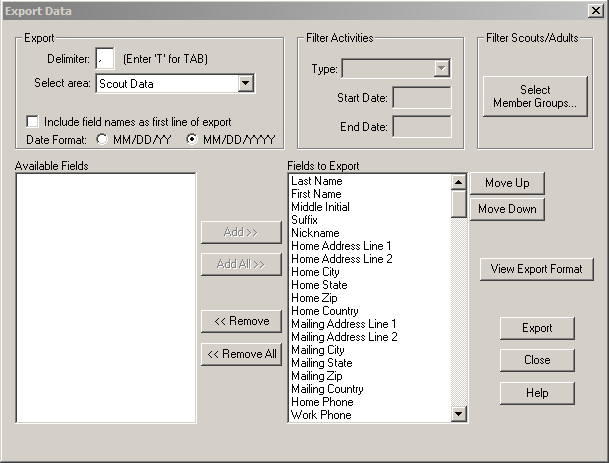 Export Data
Export
Delimiter: , (Enter 'T' for TAB)
Select area: Scout Data
Include field names as first line of export
Date Format: MM/DD/YY MM/DD/YYYY
Filter Activities
Type:
Start Date:
End Date:
Filter Scouts/Adults
Select
Member Groups...
Available Fields
Add >>
Add All >>
<< Remove
<< Remove All
Fields to Export
Last Name
First Name
Middle Initial
Suffix
Nickname
Home Address Line 1
Home Address Line 2
Home City
Home State
Home Zip
Home Country
Mailing Address Line 1
Mailing Address Line 2
Mailing City
Mailing State
Mailing Zip
Mailing Country
Home Phone
Work Phone
Move Up
Move Down
View Export Format
Export
Close
Help